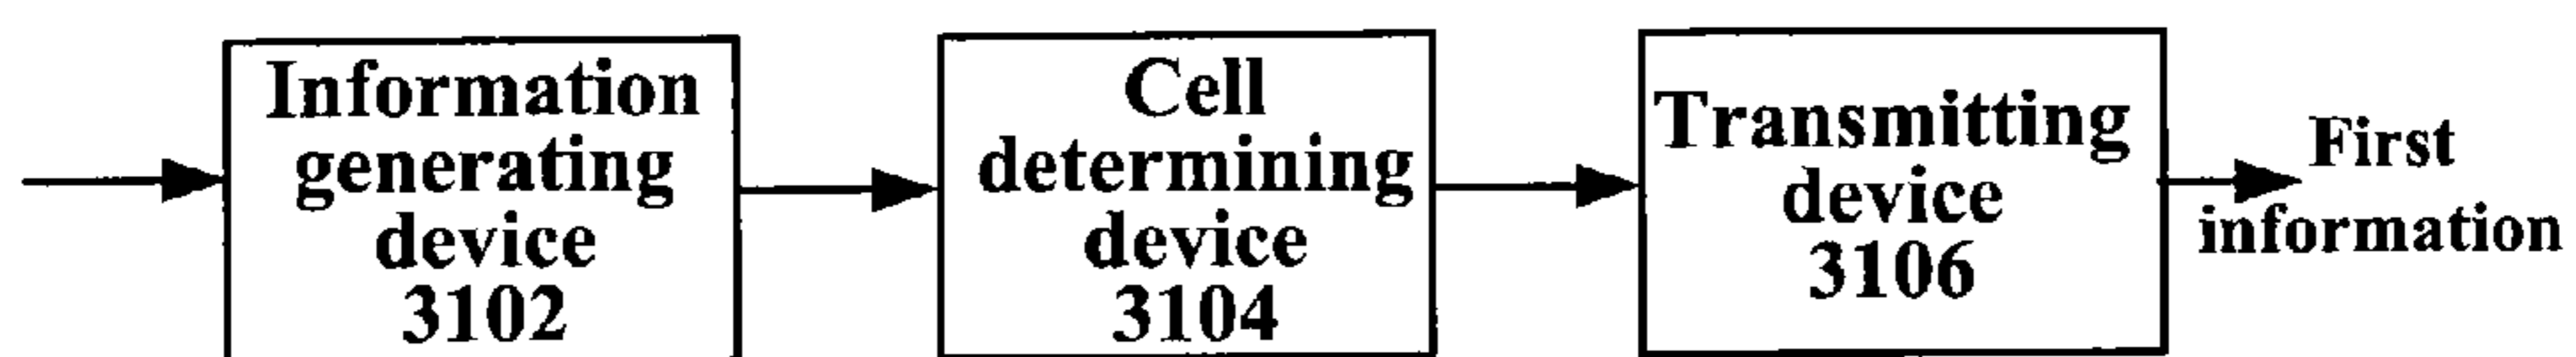 Information
generating
device
3102
Cell
determining
device
3104
Transmitting
device
3106
First
information